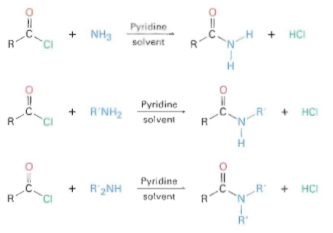 O
R C Cl + NH₃ Pyridine solvent O R C N H H + HCl
O
R C Cl + R'NH₂ Pyridine solvent O R C N R' H + HCl
O
R C Cl + R'₂NH Pyridine solvent O R C N R' R' + HCl